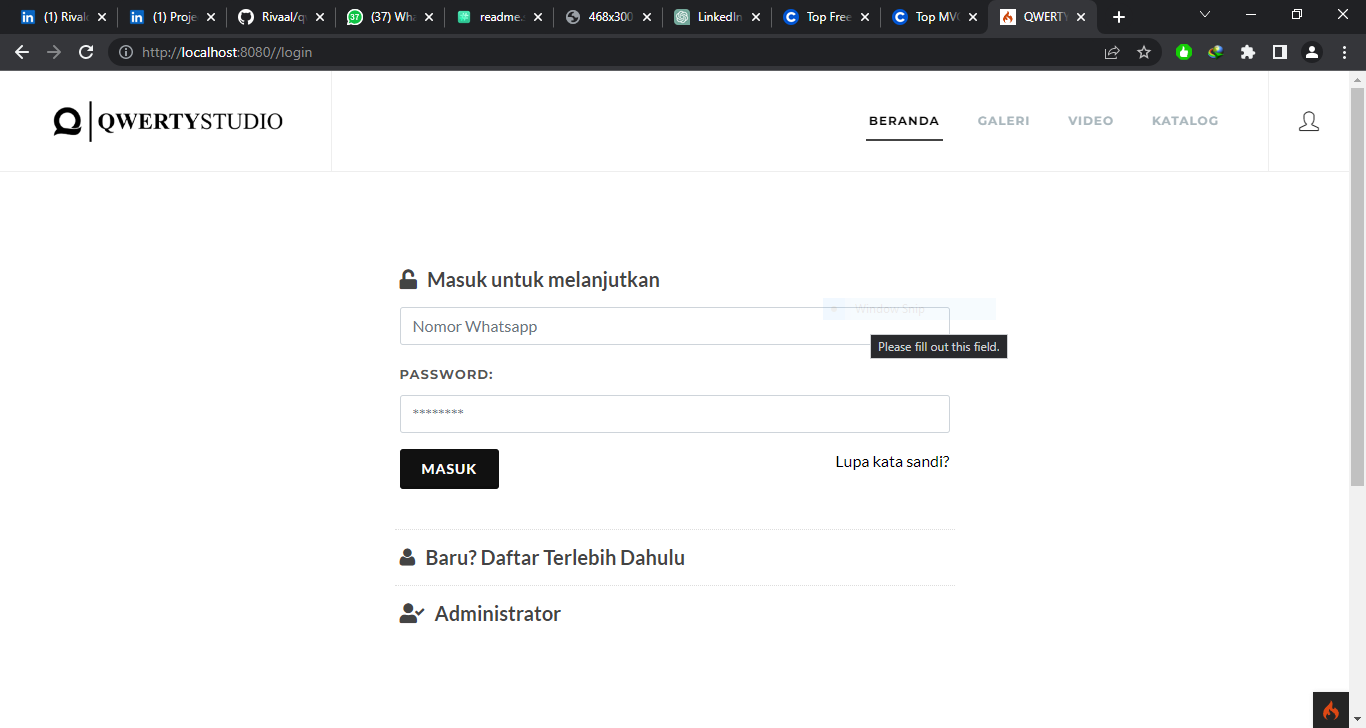 (1) Rival
(1) Proje
Rivaal/q
(37) Wha
readme.
468x300
LinkedIn
Top Free
Top MV
QWERTY
http://localhost:8080//login
QWERTYSTUDIO
BERANDA
GALERI
VIDEO
KATALOG
Masuk untuk melanjutkan
Window Snip
Nomor Whatsapp
Please fill out this field.
PASSWORD:
********
MASUK
Lupa kata sandi?
Baru? Daftar Terlebih Dahulu
Administrator